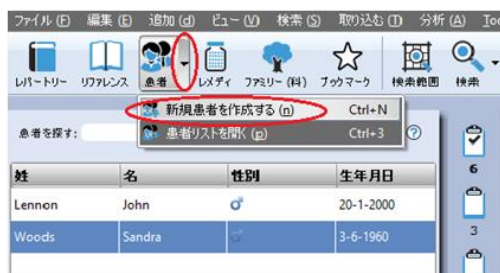 ファイル (F) 編集 (E) 追加 (d) ビュー (V) 検索 (S) 取り込む (I) 分析 (A) Too
レパートリー リファレンス 患者 レメディ ファミリー (科) ブックマーク 検索範囲 検索
新規患者を作成する (n) Ctrl+N
患者を探す: 患者リストを開く (p) Ctrl+3
姓 名 性別 生年月日
6
Lennon John 20-1-2000
Woods Sandra 3-6-1960
3